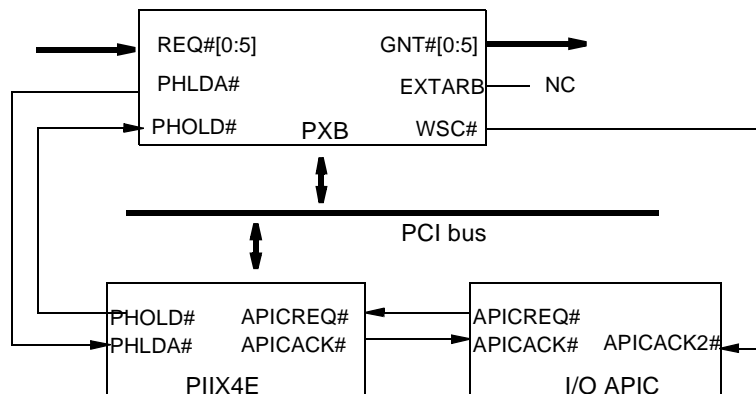 REQ#[0:5] GNT#[0:5]
PHLDA# EXTARB NC
PHOLD# PXB WSC#
PCI bus
PHOLD# APICREQ# APICREQ#
PHLDA# APICACK# APICACK# APICACK2#
PIIX4E I/O APIC